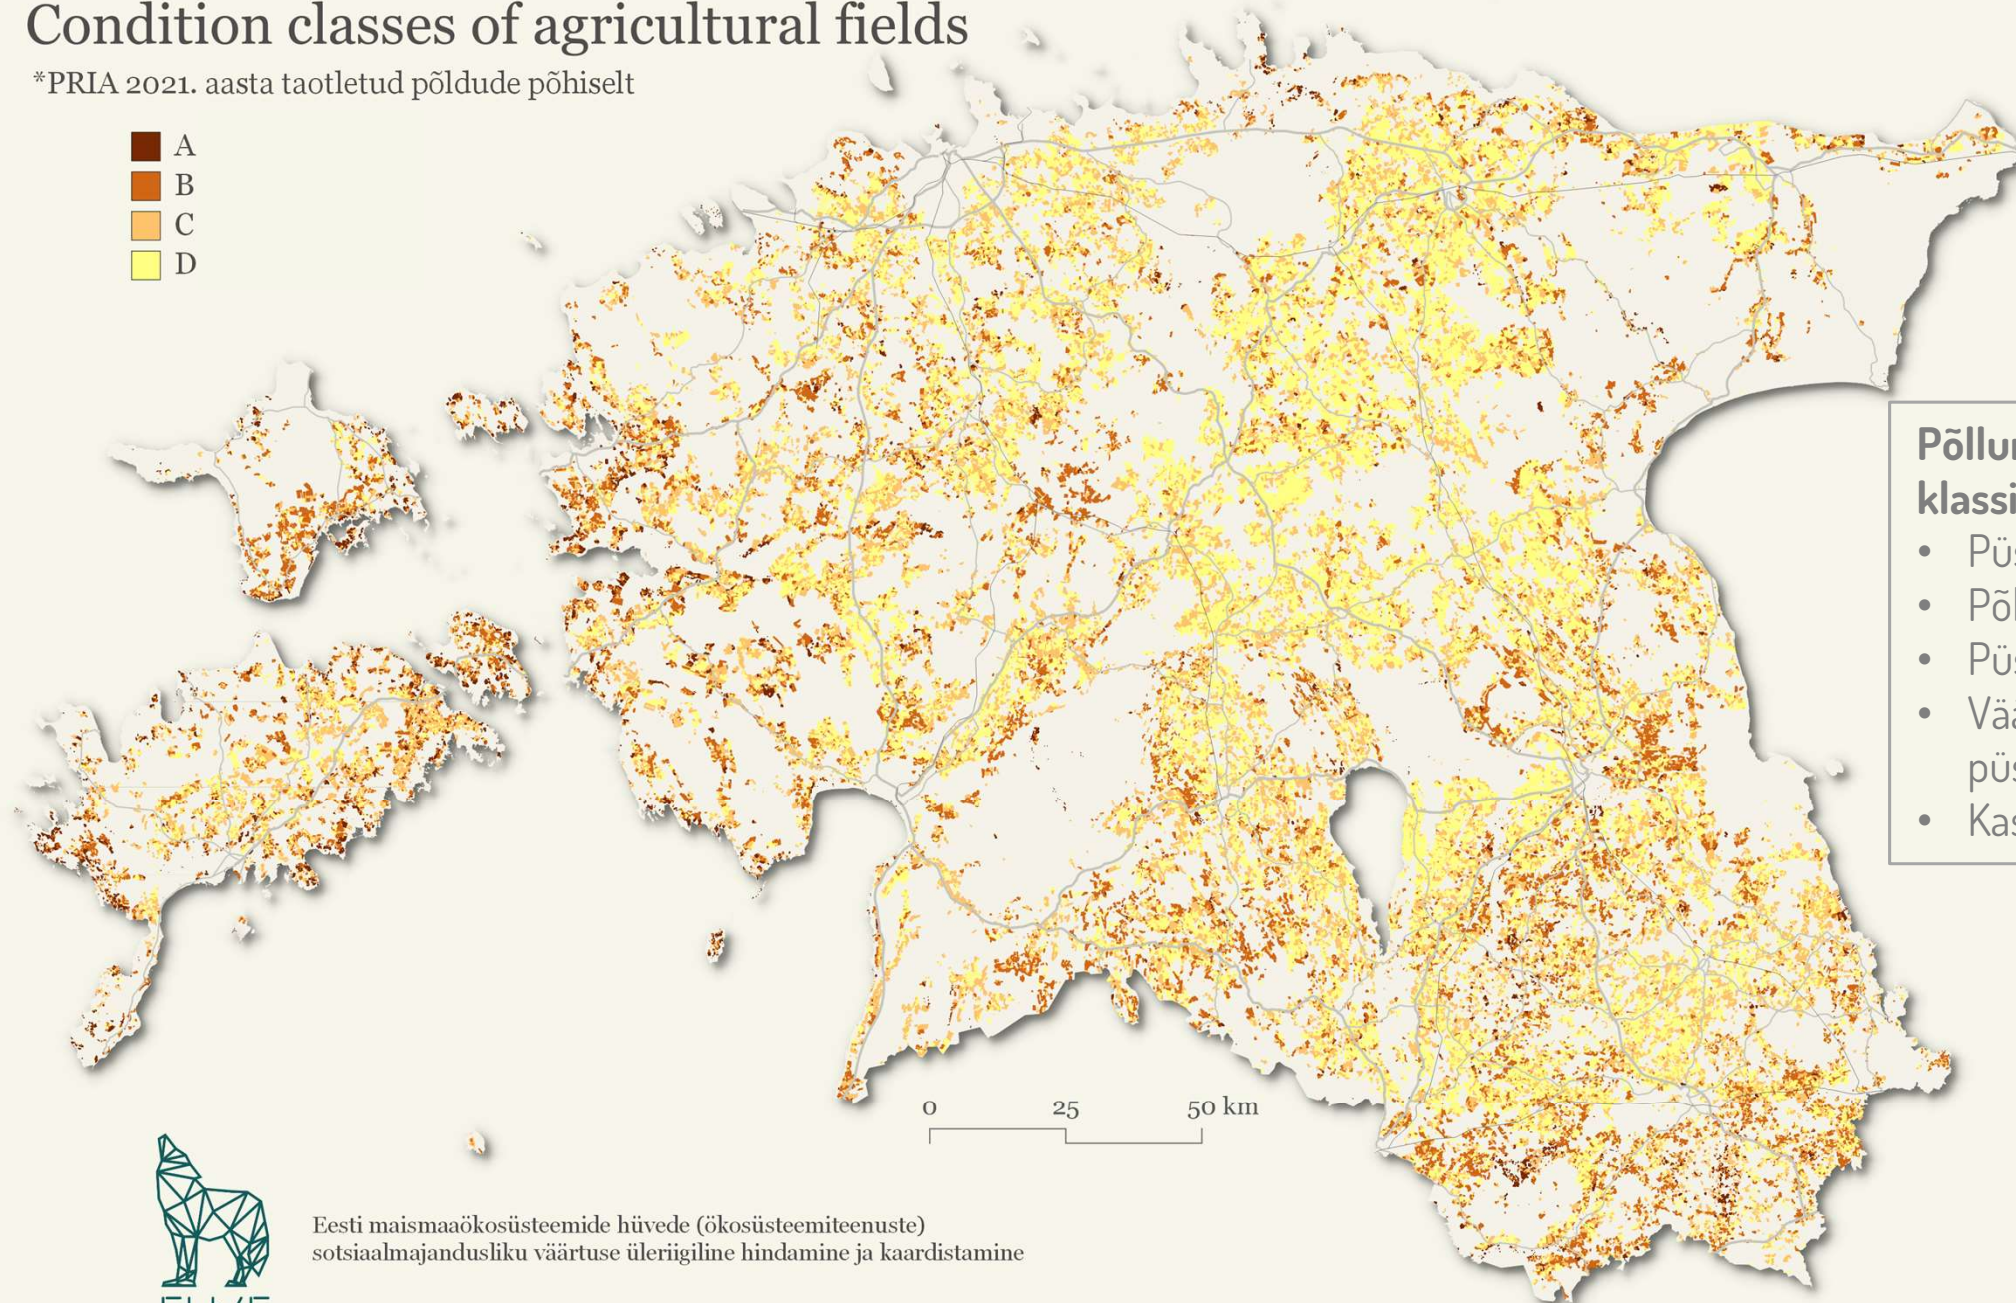 Condition classes of agricultural fields
*PRIA 2021. aasta taotletud põldude põhiselt
A
B
C
D
0 25 50 km
Eesti maismaaökosüsteemide hüvede (ökosüsteemiteenuste)
sotsiaalmajandusliku väärtuse üleriigiline hindamine ja kaardistamine